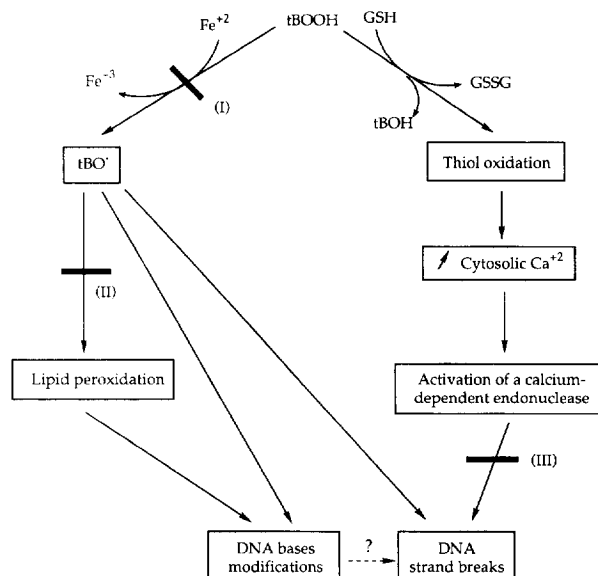 Fe+2
tBOOH
GSH
Fe-3
(I)
GSSG
tBOH
tBO·
Thiol oxidation
Cytosolic Ca+2
(II)
Lipid peroxidation
Activation of a calcium-
dependent endonuclease
(III)
DNA bases
modifications
?
DNA
strand breaks